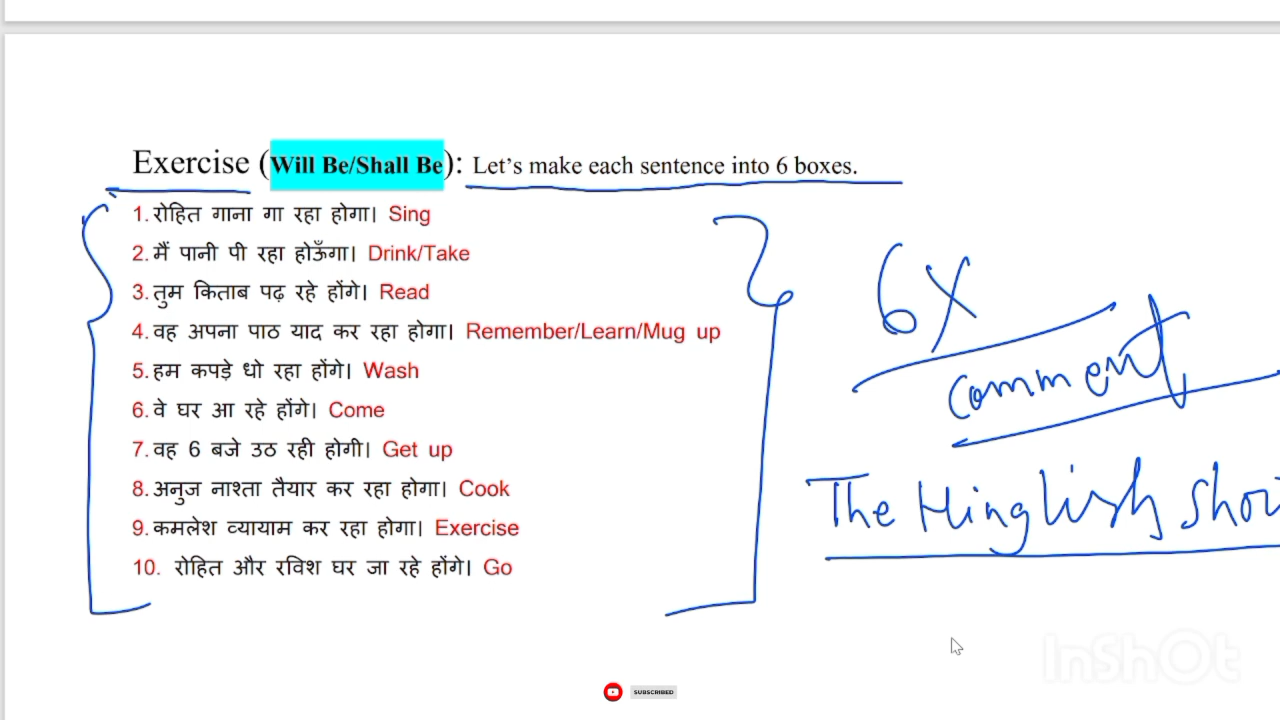 Exercise (Will Be/Shall Be): Let's make each sentence into 6 boxes.
1. रोहित गाना गा रहा होगा। Sing
2. मैं पानी पी रहा होऊँगा। Drink/Take
3. तुम किताब पढ़ रहे होंगे। Read
4. वह अपना पाठ याद कर रहा होगा। Remember/Learn/Mug up
5. हम कपड़े धो रहा होंगे। Wash
6. वे घर आ रहे होंगे। Come
7. वह 6 बजे उठ रही होगी। Get up
8. अनुज नाश्ता तैयार कर रहा होगा। Cook
9. कमलेश व्यायाम कर रहा होगा। Exercise
10. रोहित और रविश घर जा रहे होंगे। Go
6x
comment
The Hinglish
InShOt
SUBSCRIBED